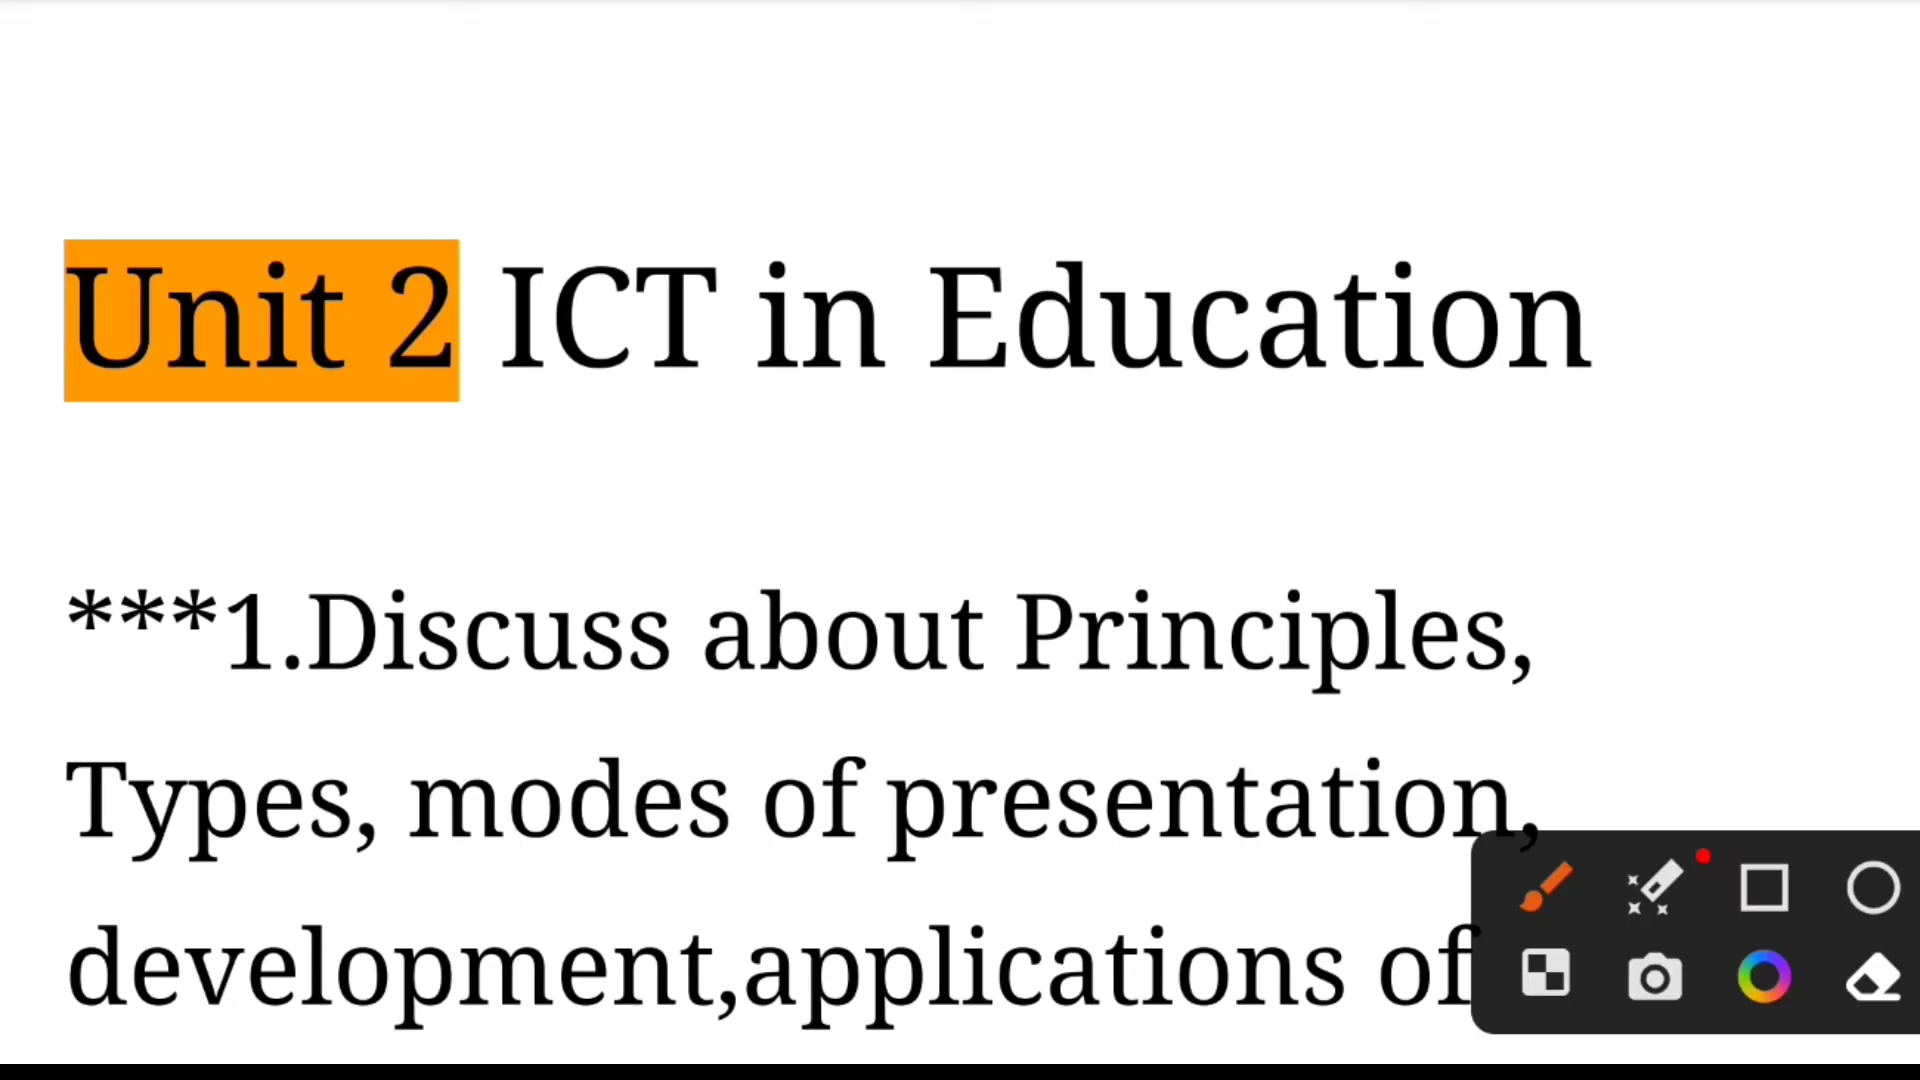 Unit 2 ICT in Education
***1.Discuss about Principles,
Types, modes of presentation,
development,applications of